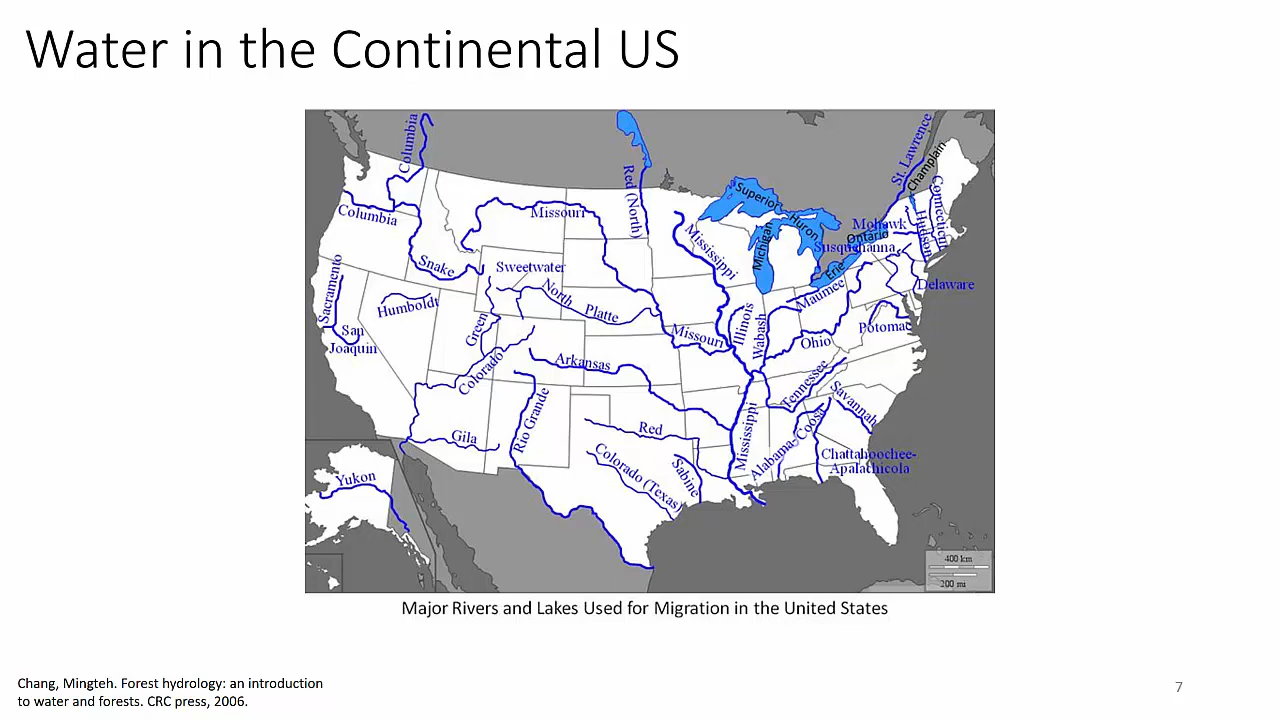 Water in the Continental US
Columbia
Red (North)
St. Lawrence
Champlain
Connecticut
Superior
Huron
Michigan
Ontario
Erie
Mohawk
Hudson
Susquehanna
Delaware
Columbia
Missouri
Mississippi
Snake
Sweetwater
North Platte
Maumee
Sacramento
Humboldt
San
Joaquin
Green
Missouri
Illinois
Wabash
Ohio
Potomac
Colorado
Arkansas
Tennessee
Savannah
Rio Grande
Gila
Red
Mississippi
Alabama-Coosa
Chattahoochee-
Apalachicola
Colorado (Texas)
Sabine
Yukon
400 km
200 mi
Major Rivers and Lakes Used for Migration in the United States
Chang, Mingteh. Forest hydrology: an introduction
to water and forests. CRC press, 2006.
7